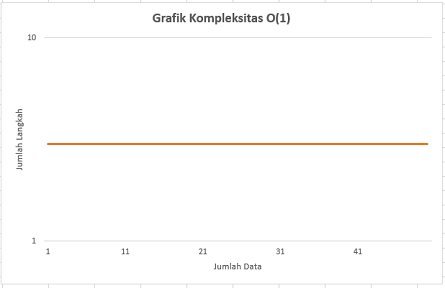 Grafik Kompleksitas O(1)
10
Jumlah Langkah
1
1 11 21 31 41
Jumlah Data